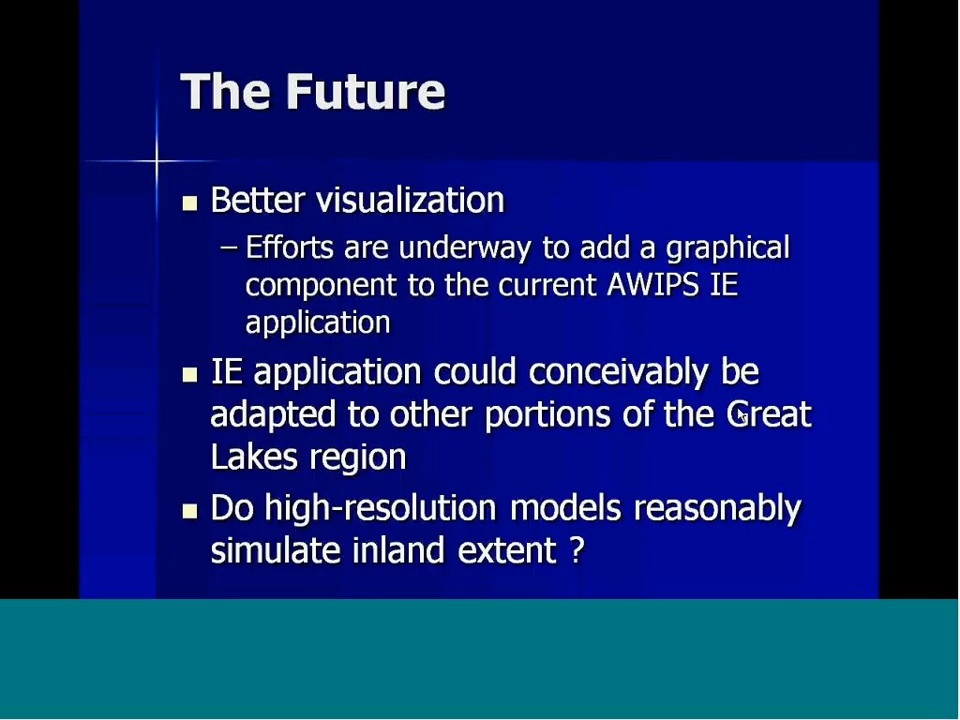 The Future
Better visualization
– Efforts are underway to add a graphical
component to the current AWIPS IE
application
IE application could conceivably be
adapted to other portions of the Great
Lakes region
Do high-resolution models reasonably
simulate inland extent ?